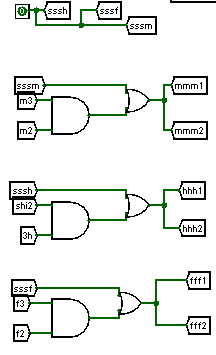 0 sssh sssf
sssm
sssm mmm1
m3
m2 mmm2
sssh hhh1
shi2
3h hhh2
fff1
sssf
f3
f2 fff2